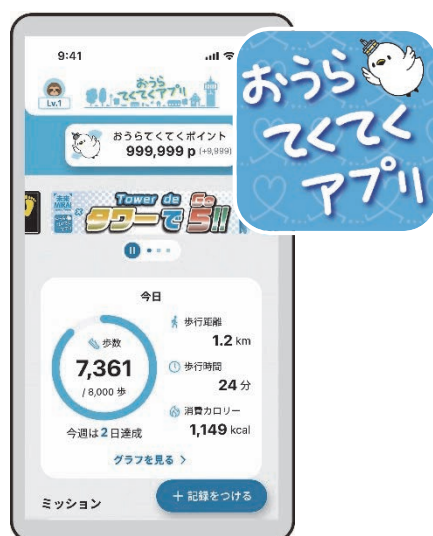 9:41
Lv.1
おうら
てくてくアプリ
おうらてくてくポイント
999,999 p (+9,999)
未来
MIRAI
Tower de Go
タワーで5!!
今日
歩数
7,361
/ 8,000 歩
今週は2日達成
歩行距離
1.2 km
歩行時間
24 分
消費カロリー
1,149 kcal
グラフを見る >
ミッション
+ 記録をつける
おうら
てくてく
アプリ